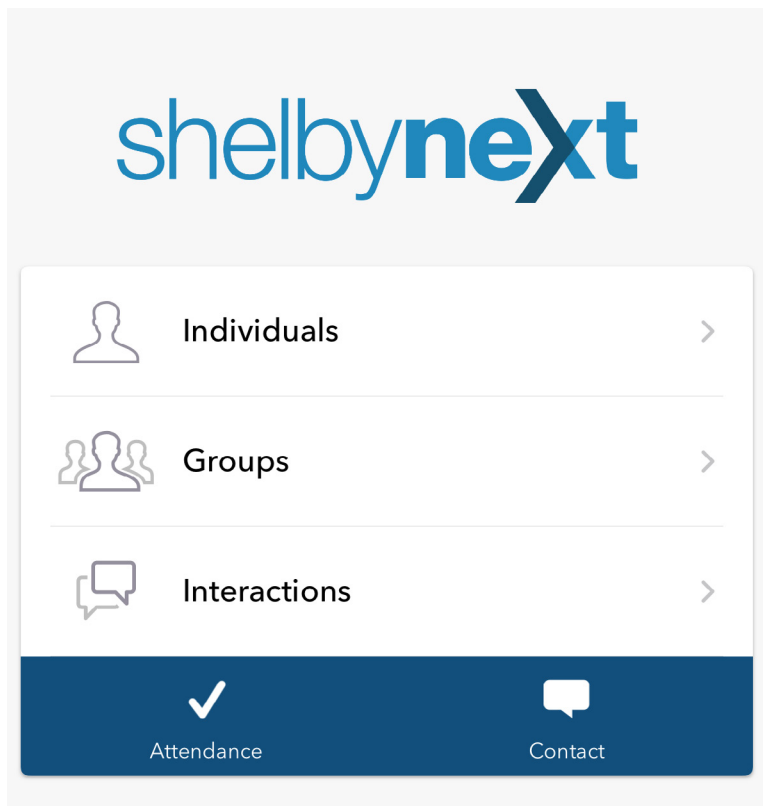 shelbynext
Individuals
Groups
Interactions
Attendance
Contact